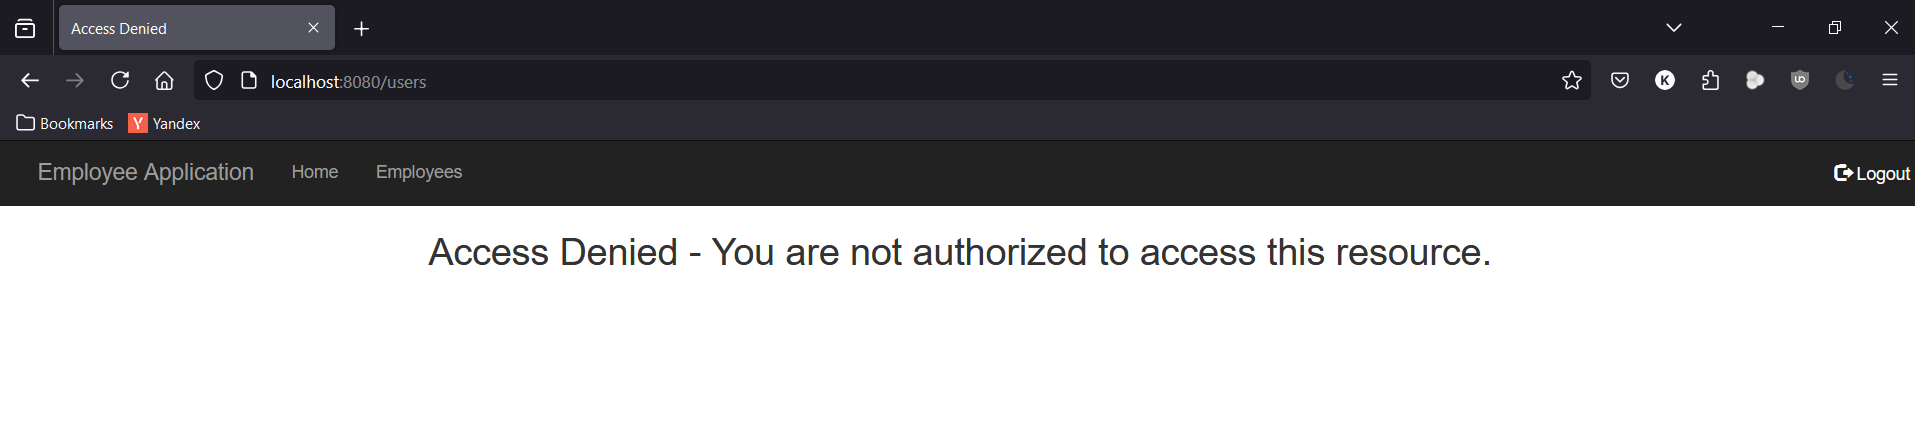 Access Denied
localhost:8080/users
Bookmarks Yandex
Employee Application Home Employees Logout
Access Denied - You are not authorized to access this resource.